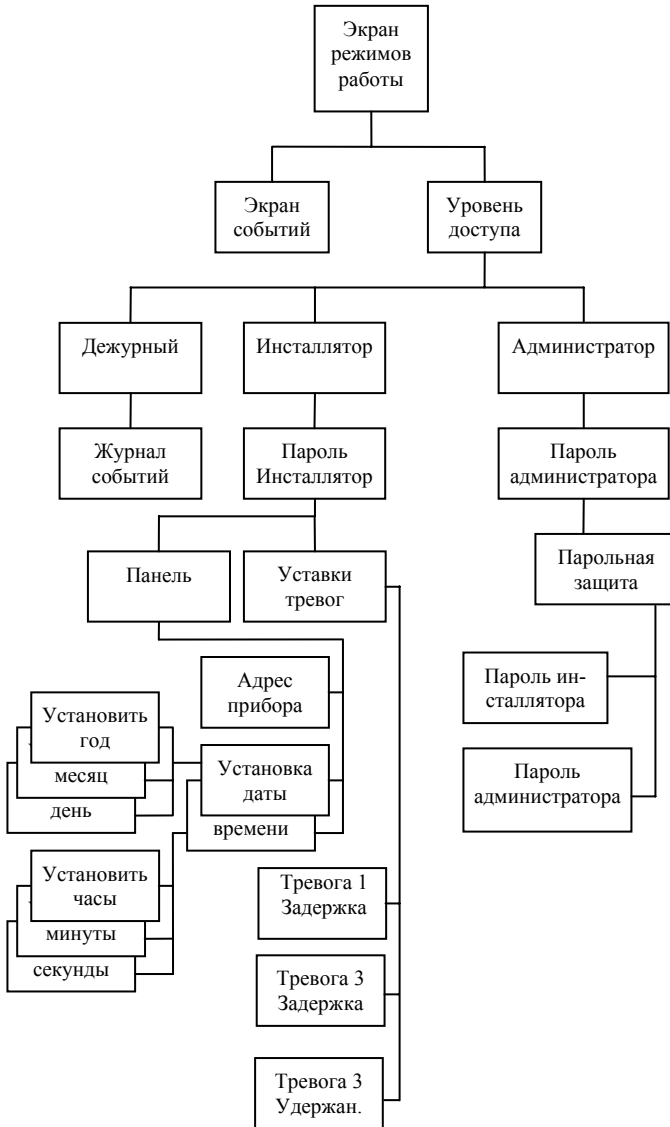 Экран
режимов
работы
Экран
событий
Уровень
доступа
Дежурный
Инсталлятор
Администратор
Журнал
событий
Пароль
Инсталлятор
Пароль
администратора
Панель
Уставки
тревог
Парольная
защита
Адрес
прибора
Пароль ин-
сталлятора
Установить
год
месяц
день
Установка
даты
времени
Пароль
администратора
Установить
часы
минуты
секунды
Тревога 1
Задержка
Тревога 3
Задержка
Тревога 3
Удержан.